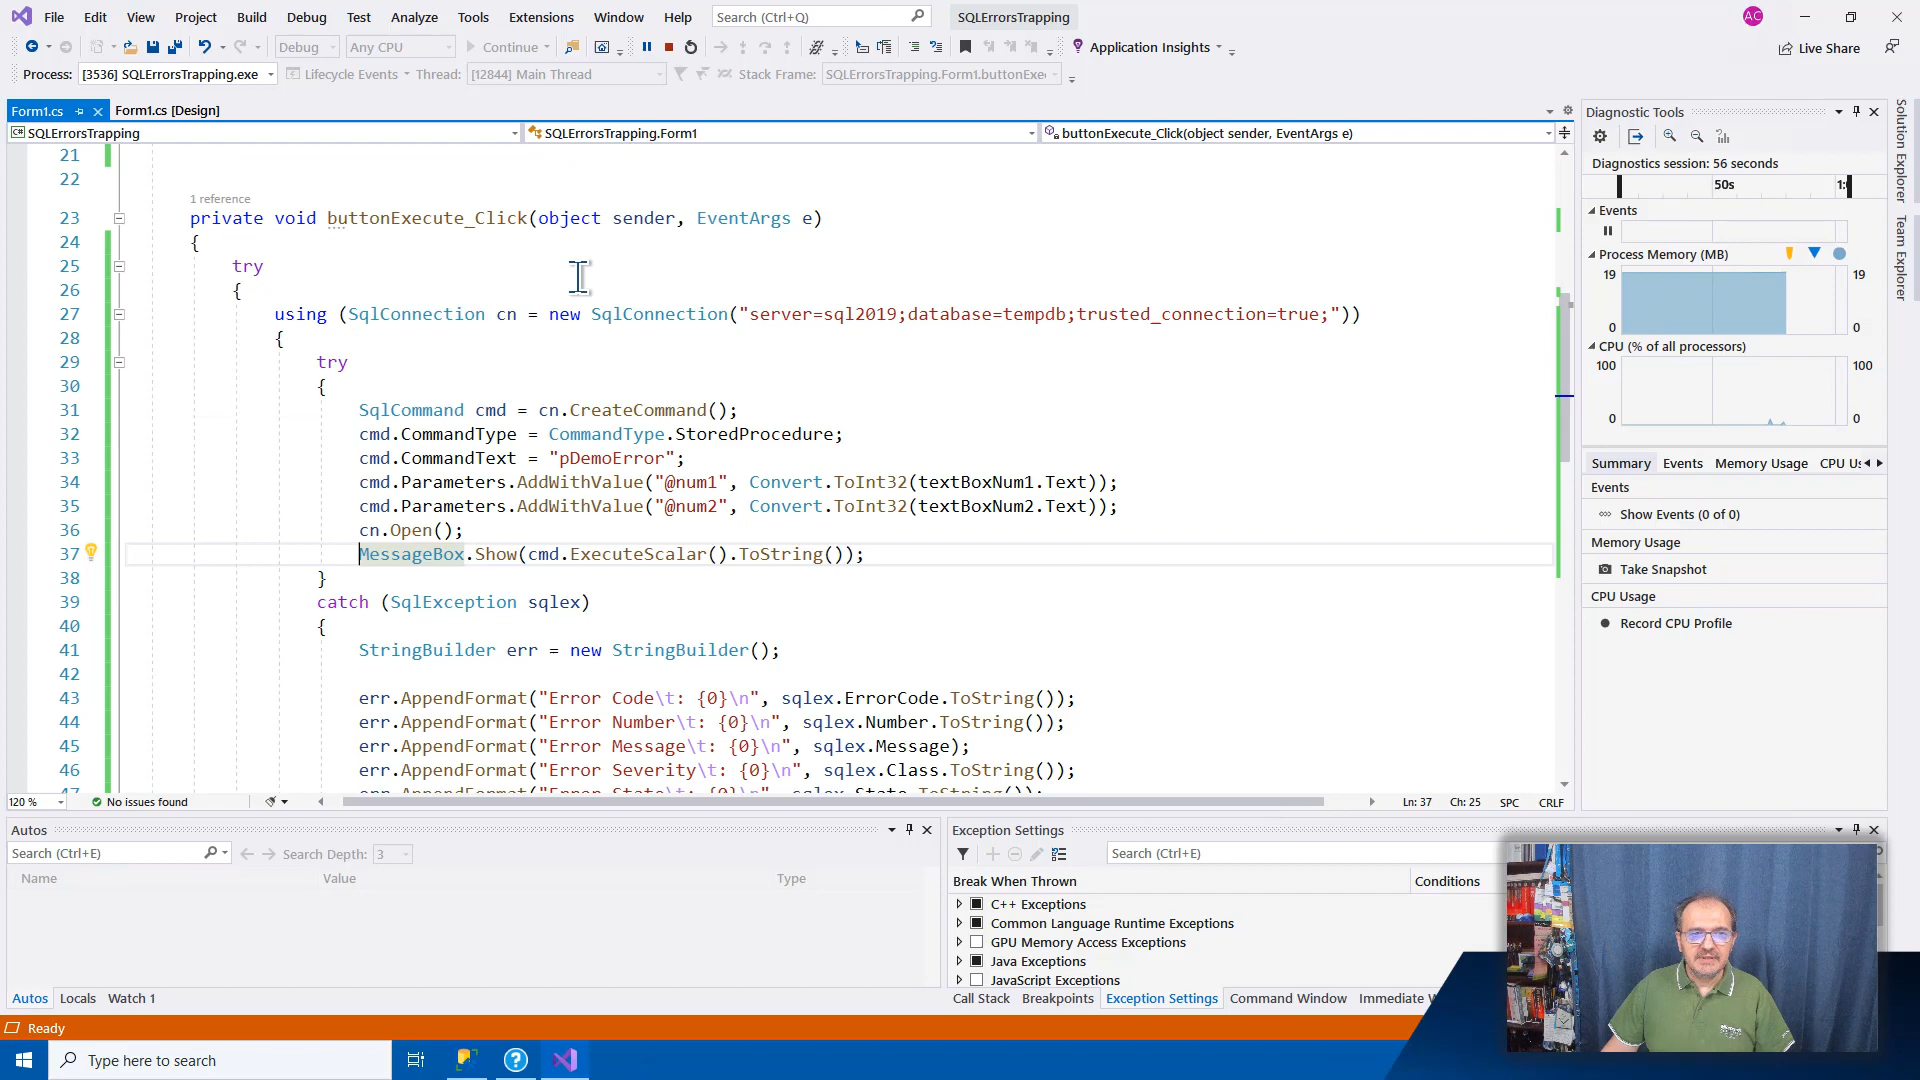 File Edit View Project Build Debug Test Analyze Tools Extensions Window Help Search (Ctrl+Q) SQLErrorsTrapping AC
Debug Any CPU Continue Application Insights Live Share
Process: [3536] SQLErrorsTrapping.exe Lifecycle Events Thread: [12844] Main Thread Stack Frame: SQLErrorsTrapping.Form1.buttonExe
Form1.cs Form1.cs [Design]
SQLErrorsTrapping SQLErrorsTrapping.Form1 buttonExecute_Click(object sender, EventArgs e)
21
22
1 reference
23 private void buttonExecute_Click(object sender, EventArgs e)
24 {
25 try
26 {
27 using (SqlConnection cn = new SqlConnection("server=sql2019;database=tempdb;trusted_connection=true;"))
28 {
29 try
30 {
31 SqlCommand cmd = cn.CreateCommand();
32 cmd.CommandType = CommandType.StoredProcedure;
33 cmd.CommandText = "pDemoError";
34 cmd.Parameters.AddWithValue("@num1", Convert.ToInt32(textBoxNum1.Text));
35 cmd.Parameters.AddWithValue("@num2", Convert.ToInt32(textBoxNum2.Text));
36 cn.Open();
37 MessageBox.Show(cmd.ExecuteScalar().ToString());
38 }
39 catch (SqlException sqlex)
40 {
41 StringBuilder err = new StringBuilder();
42
43 err.AppendFormat("Error Code\t: {0}\n", sqlex.ErrorCode.ToString());
44 err.AppendFormat("Error Number\t: {0}\n", sqlex.Number.ToString());
45 err.AppendFormat("Error Message\t: {0}\n", sqlex.Message);
46 err.AppendFormat("Error Severity\t: {0}\n", sqlex.Class.ToString());
47 err.AppendFormat("Error State\t: {0}\n", sqlex.State.ToString());
120 % No issues found Ln: 37 Ch: 25 SPC CRLF
Diagnostic Tools
Diagnostics session: 56 seconds
50s 1:
Events
Process Memory (MB)
19 19
0 0
CPU (% of all processors)
100 100
0 0
Summary Events Memory Usage CPU Us
Events
Show Events (0 of 0)
Memory Usage
Take Snapshot
CPU Usage
Record CPU Profile
Solution Explorer
Team Explorer
Autos
Search (Ctrl+E) Search Depth: 3
Name Value Type
Autos Locals Watch 1
Exception Settings
Search (Ctrl+E)
Break When Thrown Conditions
C++ Exceptions
Common Language Runtime Exceptions
GPU Memory Access Exceptions
Java Exceptions
JavaScript Exceptions
Call Stack Breakpoints Exception Settings Command Window Immediate W
Ready
Type here to search